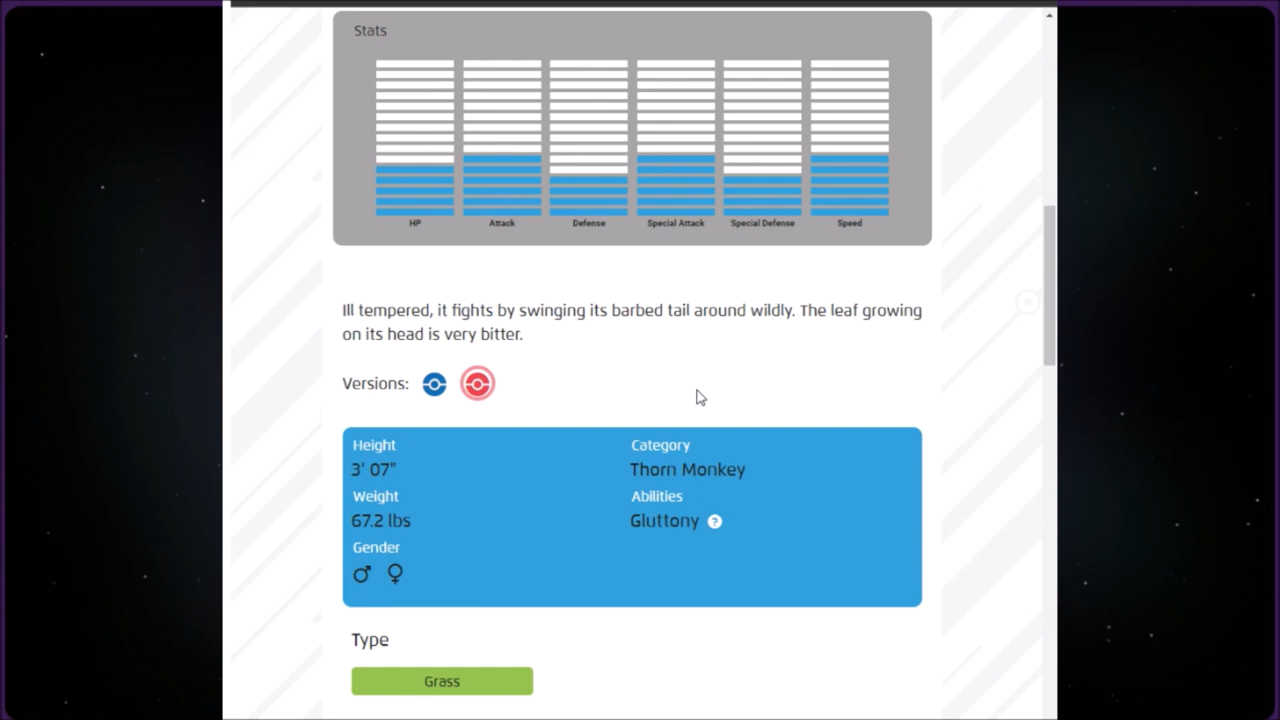 Stats
HP Attack Defense Special Attack Special Defense Speed
Ill tempered, it fights by swinging its barbed tail around wildly. The leaf growing
on its head is very bitter.
Versions:
Height
3' 07"
Weight
67.2 lbs
Gender
♂ ♀
Category
Thorn Monkey
Abilities
Gluttony ?
Type
Grass